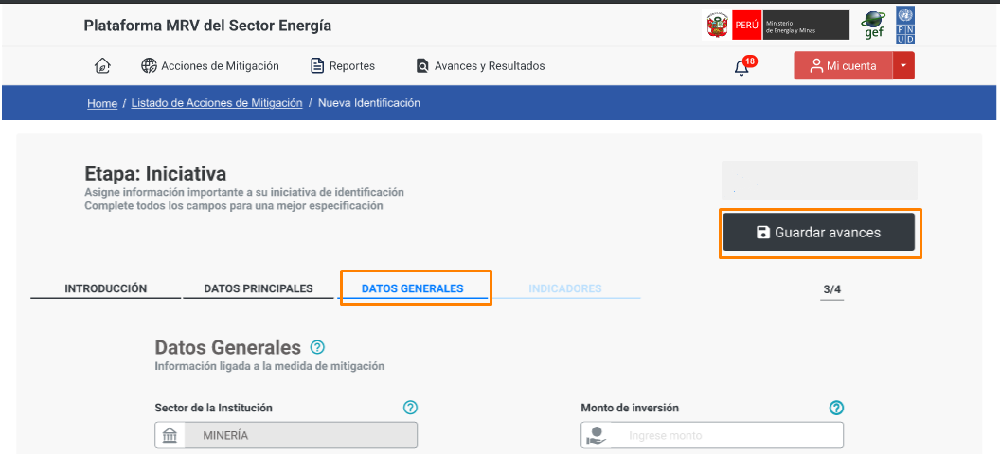 Plataforma MRV del Sector Energía
PERÚ
Ministerio
de Energía y Minas
gef
PN
UD
Acciones de Mitigación
Reportes
Avances y Resultados
18
Mi cuenta
Home / Listado de Acciones de Mitigación / Nueva Identificación
Etapa: Iniciativa
Asigne información importante a su iniciativa de identificación
Complete todos los campos para una mejor especificación
Guardar avances
INTRODUCCIÓN
DATOS PRINCIPALES
DATOS GENERALES
INDICADORES
3/4
Datos Generales ?
Información ligada a la medida de mitigación
Sector de la Institución ?
Monto de inversión ?
MINERÍA
Ingrese monto